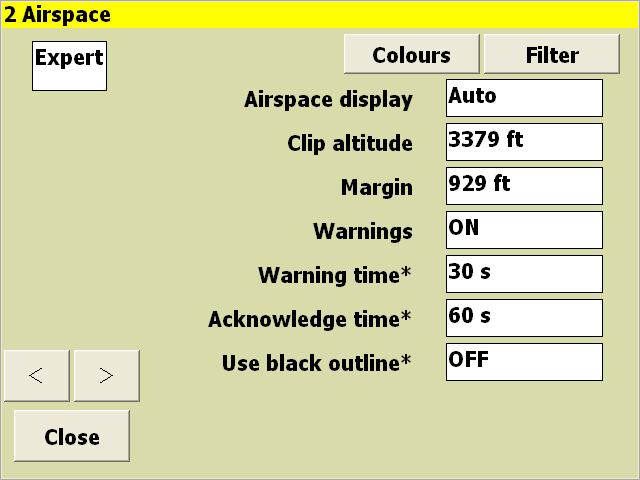 2 Airspace
Expert
Colours Filter
Airspace display Auto
Clip altitude 3379 ft
Margin 929 ft
Warnings ON
Warning time* 30 s
Acknowledge time* 60 s
Use black outline* OFF
< >
Close